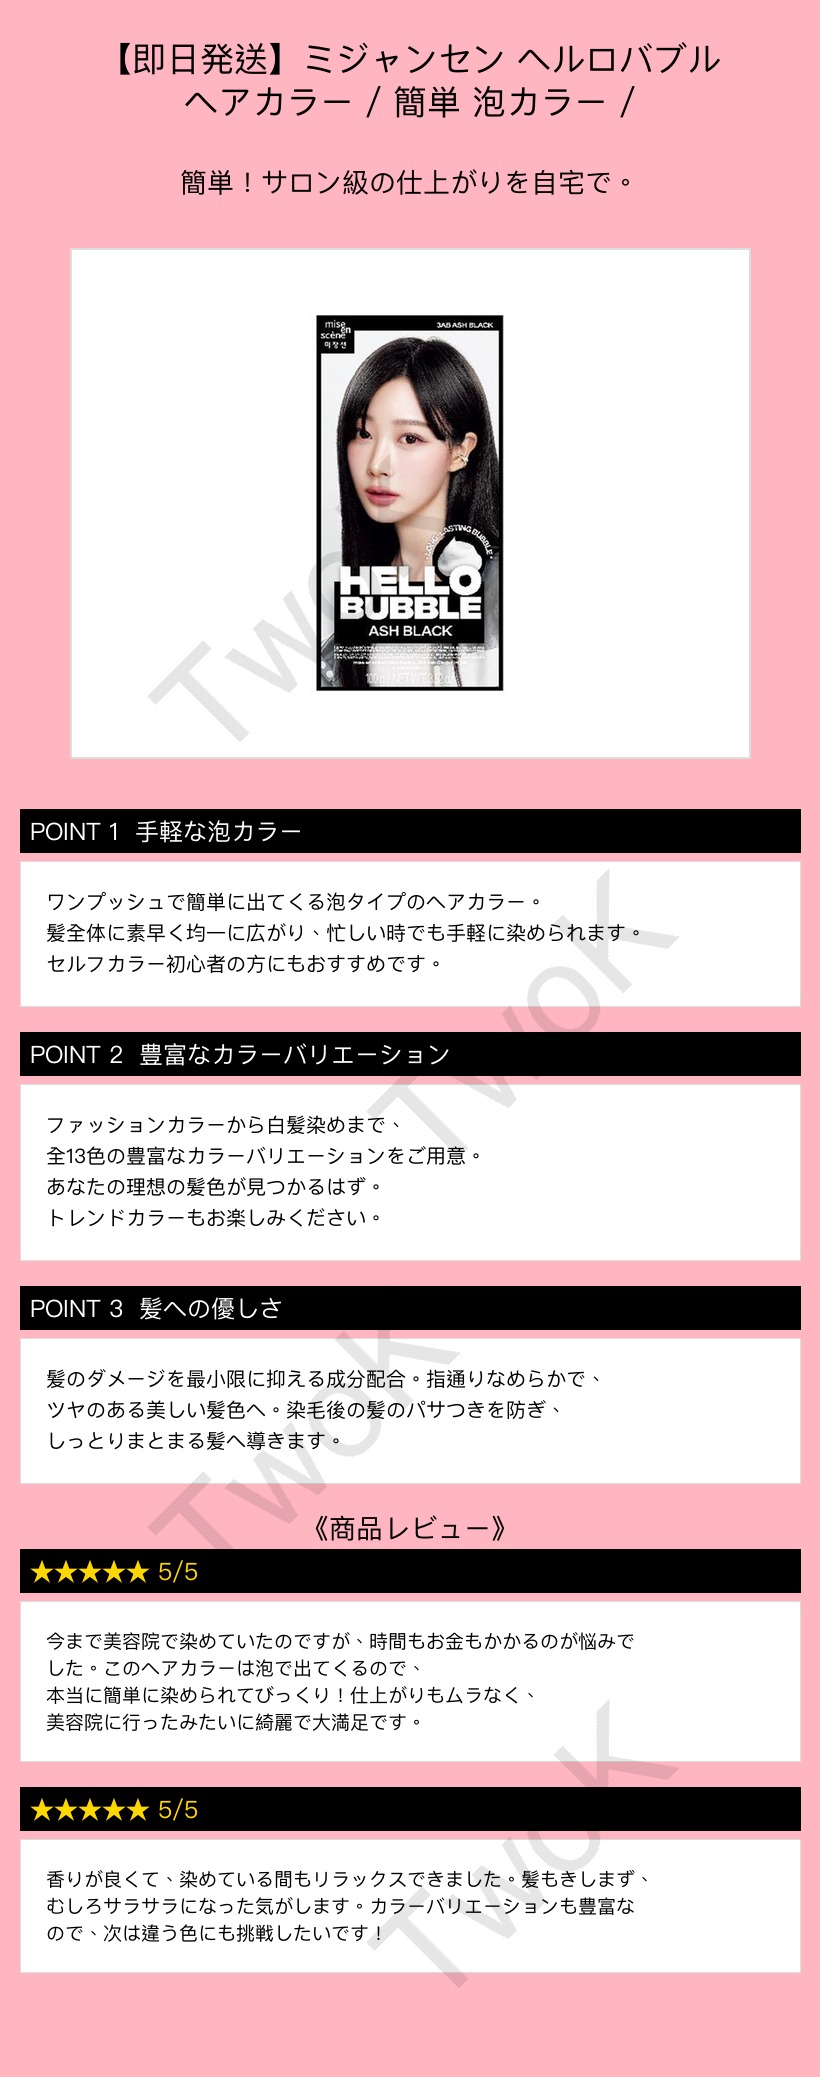 【即日発送】ミジャンセン ヘルロバブル
ヘアカラー / 簡単 泡カラー /
簡単！サロン級の仕上がりを自宅で。
mise
en
scène
미장센
3AB ASH BLACK
LONG-LASTING BUBBLE
HELLO
BUBBLE
ASH BLACK
POINT 1 手軽な泡カラー
ワンプッシュで簡単に出てくる泡タイプのヘアカラー。
髪全体に素早く均一に広がり、忙しい時でも手軽に染められます。
セルフカラー初心者の方にもおすすめです。
POINT 2 豊富なカラーバリエーション
ファッションカラーから白髪染めまで、
全13色の豊富なカラーバリエーションをご用意。
あなたの理想の髪色が見つかるはず。
トレンドカラーもお楽しみください。
POINT 3 髪への優しさ
髪のダメージを最小限に抑える成分配合。指通りなめらかで、
ツヤのある美しい髪色へ。染毛後の髪のパサつきを防ぎ、
しっとりまとまる髪へ導きます。
《商品レビュー》
★★★★★ 5/5
今まで美容院で染めていたのですが、時間もお金もかかるのが悩みで
した。このヘアカラーは泡で出てくるので、
本当に簡単に染められてびっくり！仕上がりもムラなく、
美容院に行ったみたいに綺麗で大満足です。
★★★★★ 5/5
香りが良くて、染めている間もリラックスできました。髪もきしまず、
むしろサラサラになった気がします。カラーバリエーションも豊富な
ので、次は違う色にも挑戦したいです！
TwoK
TwoK
TwoK
TwoK